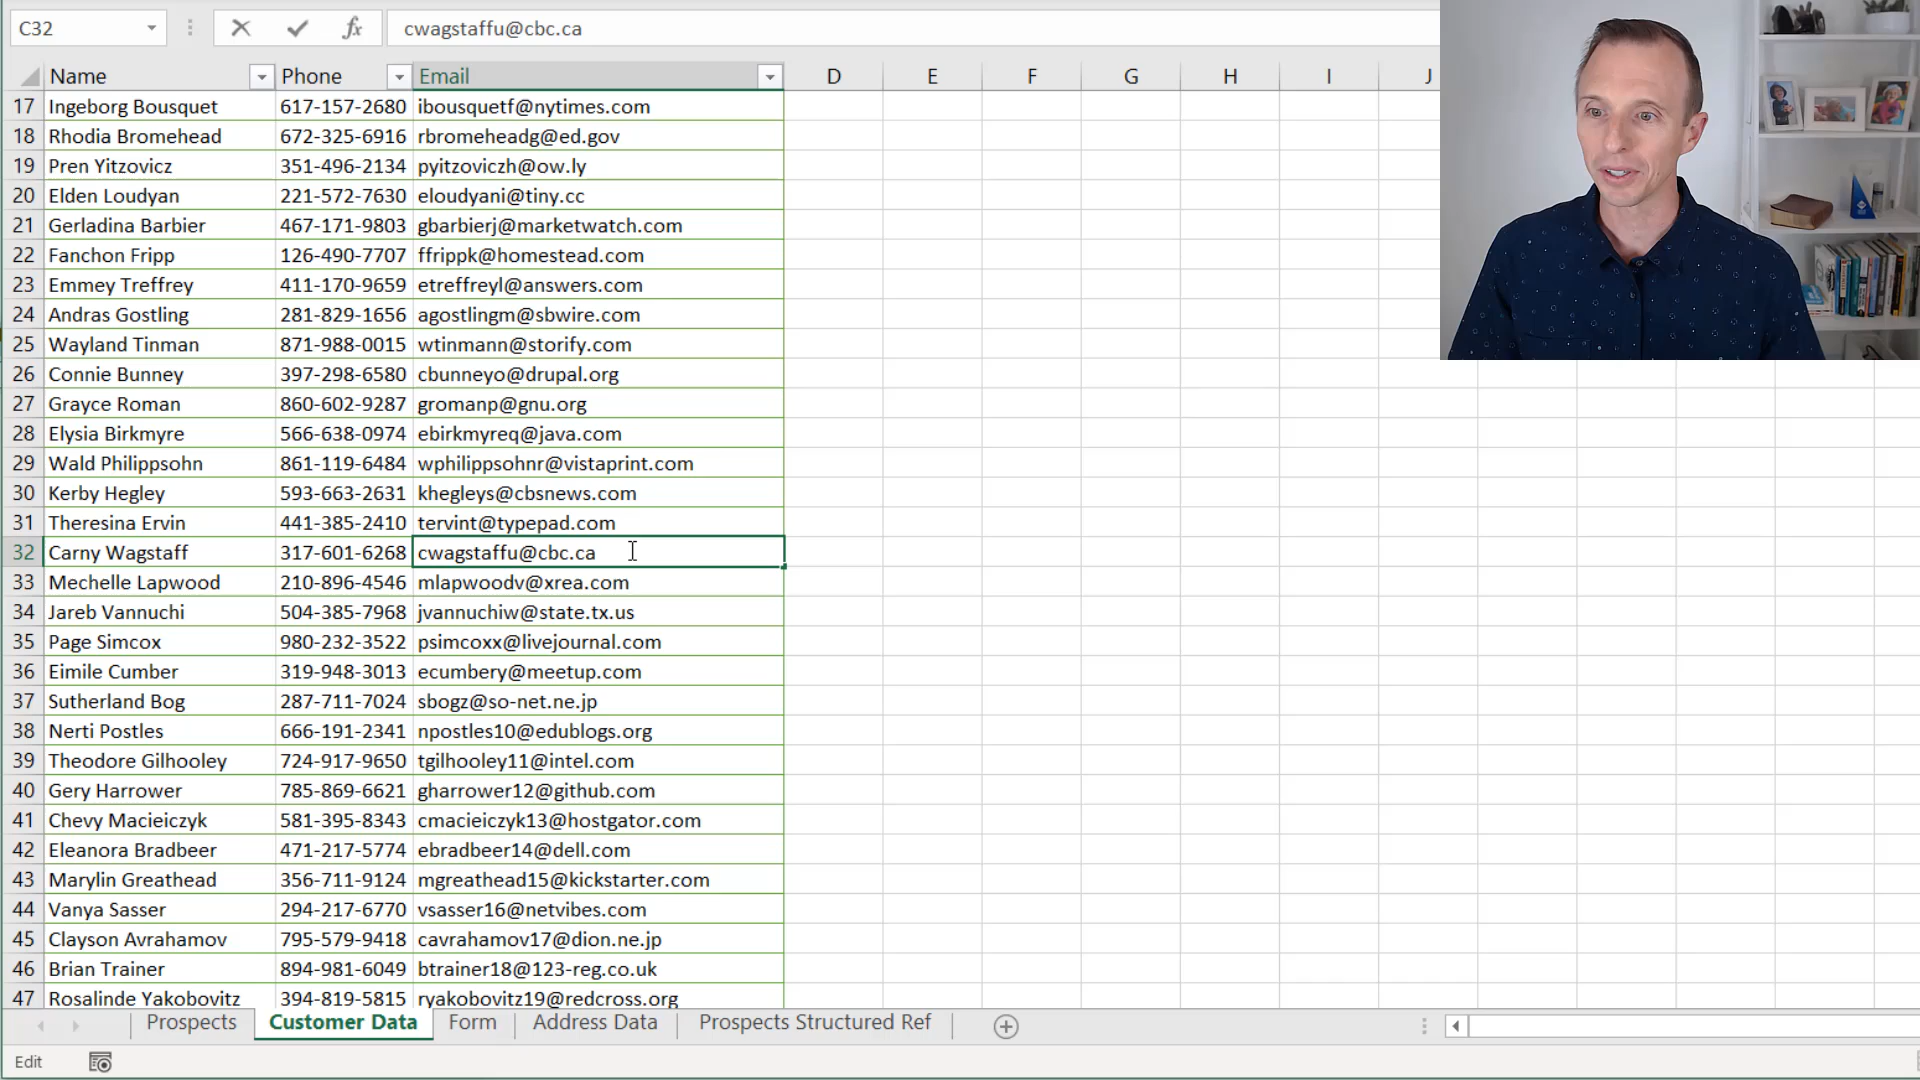 C32 fx cwagstaffu@cbc.ca
Name Phone Email D E F G H I J
17 Ingeborg Bousquet 617-157-2680 ibousquetf@nytimes.com
18 Rhodia Bromehead 672-325-6916 rbromeheadg@ed.gov
19 Pren Yitzovicz 351-496-2134 pyitzoviczh@ow.ly
20 Elden Loudyan 221-572-7630 eloudyani@tiny.cc
21 Gerladina Barbier 467-171-9803 gbarbierj@marketwatch.com
22 Fanchon Fripp 126-490-7707 ffrippk@homestead.com
23 Emmey Treffrey 411-170-9659 etreffreyl@answers.com
24 Andras Gostling 281-829-1656 agostlingm@sbwire.com
25 Wayland Tinman 871-988-0015 wtinmann@storify.com
26 Connie Bunney 397-298-6580 cbunneyo@drupal.org
27 Grayce Roman 860-602-9287 gromanp@gnu.org
28 Elysia Birkmyre 566-638-0974 ebirkmyreq@java.com
29 Wald Philippsohn 861-119-6484 wphilippsohnr@vistaprint.com
30 Kerby Hegley 593-663-2631 khegleys@cbsnews.com
31 Theresina Ervin 441-385-2410 tervint@typepad.com
32 Carny Wagstaff 317-601-6268 cwagstaffu@cbc.ca
33 Mechelle Lapwood 210-896-4546 mlapwoodv@xrea.com
34 Jareb Vannuchi 504-385-7968 jvannuchiw@state.tx.us
35 Page Simcox 980-232-3522 psimcoxx@livejournal.com
36 Eimile Cumber 319-948-3013 ecumbery@meetup.com
37 Sutherland Bog 287-711-7024 sbogz@so-net.ne.jp
38 Nerti Postles 666-191-2341 npostles10@edublogs.org
39 Theodore Gilhooley 724-917-9650 tgilhooley11@intel.com
40 Gery Harrower 785-869-6621 gharrower12@github.com
41 Chevy Macieiczyk 581-395-8343 cmacieiczyk13@hostgator.com
42 Eleanora Bradbeer 471-217-5774 ebradbeer14@dell.com
43 Marylin Greathead 356-711-9124 mgreathead15@kickstarter.com
44 Vanya Sasser 294-217-6770 vsasser16@netvibes.com
45 Clayson Avrahamov 795-579-9418 cavrahamov17@dion.ne.jp
46 Brian Trainer 894-981-6049 btrainer18@123-reg.co.uk
47 Rosalinde Yakobovitz 394-819-5815 ryakobovitz19@redcross.org
Prospects Customer Data Form Address Data Prospects Structured Ref
Edit